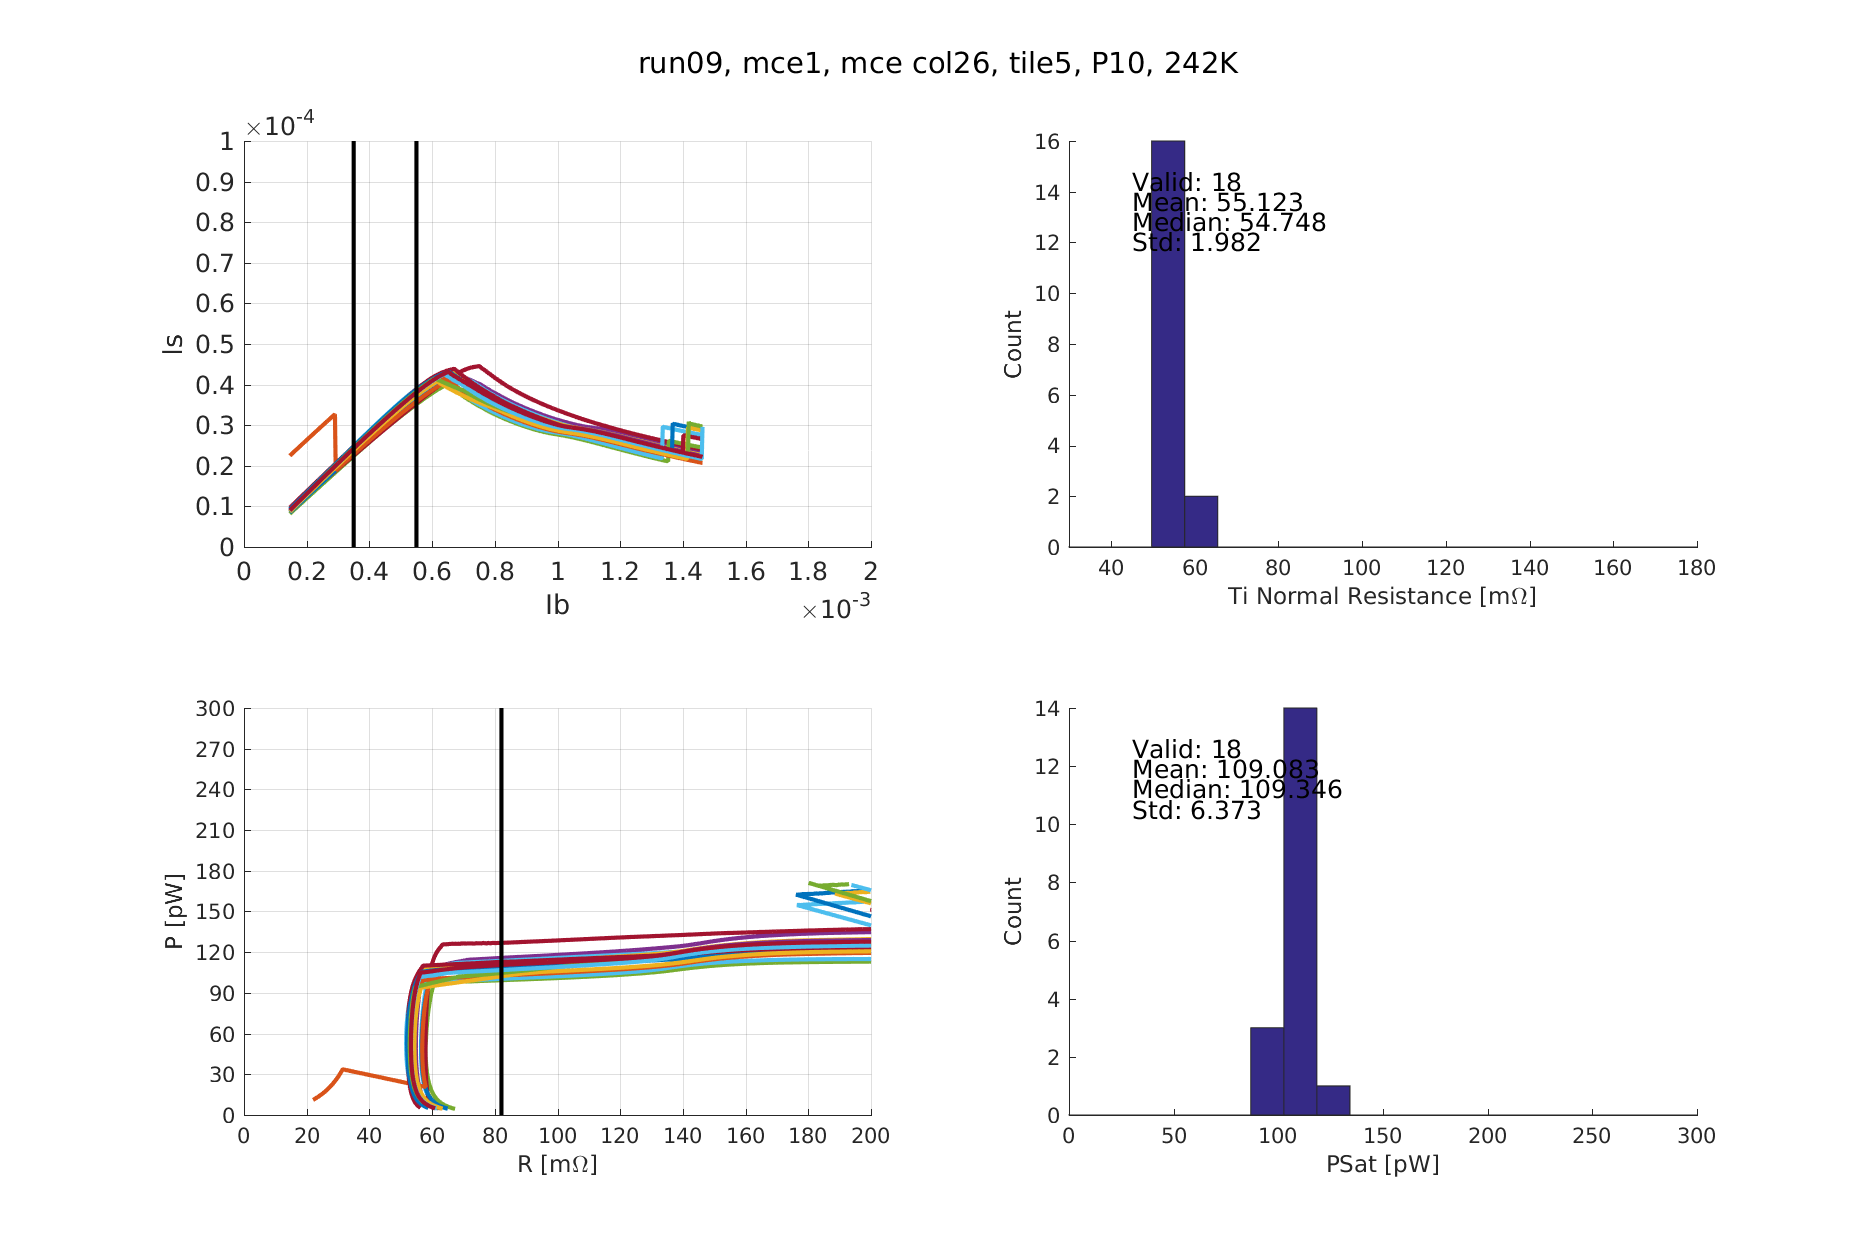 run09, mce1, mce col26, tile5, P10, 242K
×10-4
1
0.9
0.8
0.7
0.6
0.5
0.4
0.3
0.2
0.1
0
Is
0 0.2 0.4 0.6 0.8 1 1.2 1.4 1.6 1.8 2
Ib
×10-3
16
14
12
10
8
6
4
2
0
Count
Valid: 18
Mean: 55.123
Median: 54.748
Std: 1.982
40 60 80 100 120 140 160 180
Ti Normal Resistance [mΩ]
300
270
240
210
180
150
120
90
60
30
0
P [pW]
0 20 40 60 80 100 120 140 160 180 200
R [mΩ]
14
12
10
8
6
4
2
0
Count
Valid: 18
Mean: 109.083
Median: 109.346
Std: 6.373
0 50 100 150 200 250 300
PSat [pW]